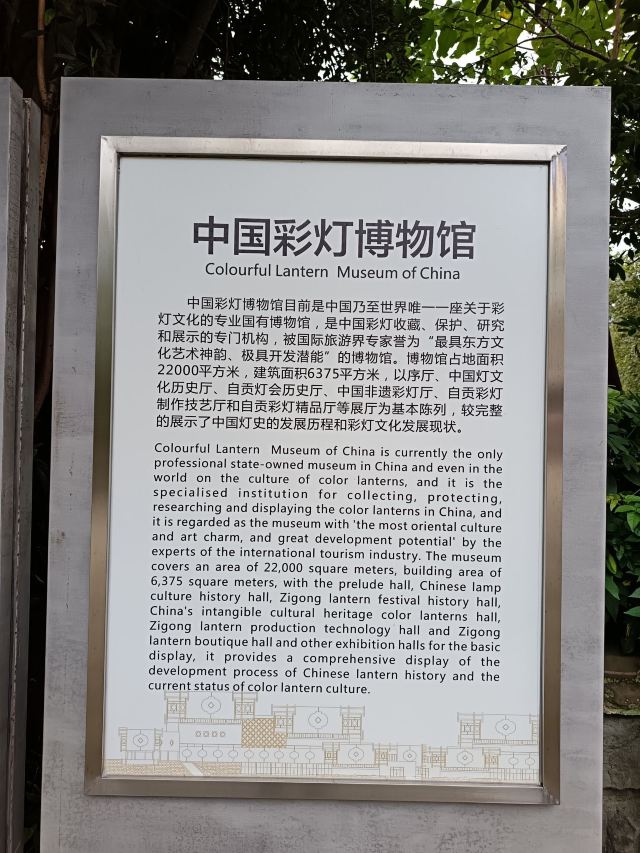 中国彩灯博物馆
Colourful Lantern Museum of China
中国彩灯博物馆目前是中国乃至世界唯一一座关于彩
灯文化的专业国有博物馆，是中国彩灯收藏、保护、研究
和展示的专门机构，被国际旅游界专家誉为“最具东方文
化艺术神韵、极具开发潜能”的博物馆。博物馆占地面积
22000平方米，建筑面积6375平方米，以序厅、中国灯文
化历史厅、自贡灯会历史厅、中国非遗彩灯厅、自贡彩灯
制作技艺厅和自贡彩灯精品厅等展厅为基本陈列，较完整
的展示了中国灯史的发展历程和彩灯文化发展现状。
Colourful Lantern Museum of China is currently the only
professional state-owned museum in China and even in the
world on the culture of color lanterns, and it is the
specialised institution for collecting, protecting,
researching and displaying the color lanterns in China, and
it is regarded as the museum with 'the most oriental culture
and art charm, and great development potential' by the
experts of the international tourism industry. The museum
covers an area of 22,000 square meters, building area of
6,375 square meters, with the prelude hall, Chinese lamp
culture history hall, Zigong lantern festival history hall,
China's intangible cultural heritage color lanterns hall,
Zigong lantern production technology hall and Zigong
lantern boutique hall and other exhibition halls for the basic
display, it provides a comprehensive display of the
development process of Chinese lantern history and the
current status of color lantern culture.